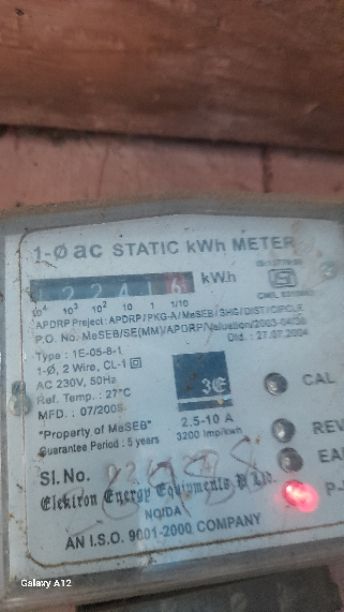 1-Ø ac STATIC kWh METER
1 2 2 4 1 6 kWh
10⁴ 10³ 10² 10 1 1/10
APDRP Project: APDRP/PKG-A/MeSEB/SHG/DIST/CIRCLE
P.O. No. MeSEB/SE(MM)/APDRP/Valuation/2003-04/
Dtd. : 27.07.2004
Type : 1E-05-8-1
1-Ø, 2 Wire, CL-1
AC 230V, 50Hz
Ref. Temp. : 27°C
MFD. : 07/2005
3E
CAL
"Property of MeSEB"
2.5-10 A
Guarantee Period : 5 years
3200 Imp/kwh
REV
EA
Sl. No.
P-
Elektron Energy Equipments P Ltd.
NOIDA
AN I.S.O. 9001-2000 COMPANY
Galaxy A12